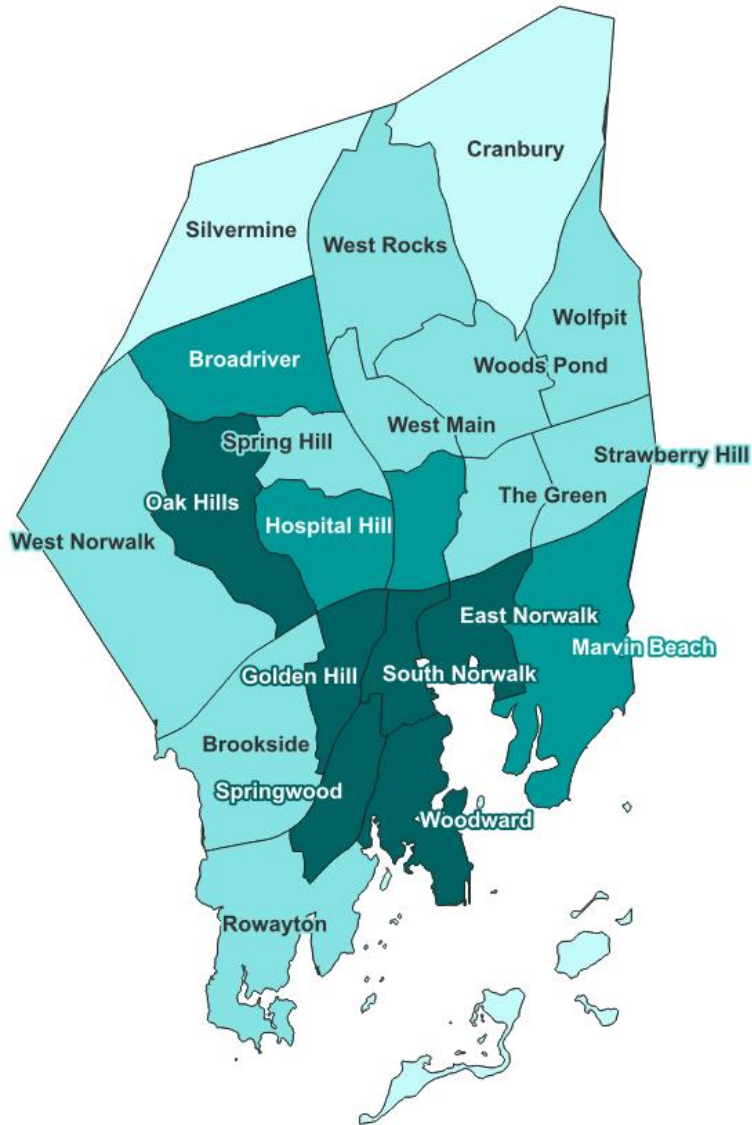 Cranbury
Silvermine
West Rocks
Wolfpit
Broadriver
Woods Pond
West Main
Spring Hill
Strawberry Hill
Oak Hills
The Green
Hospital Hill
West Norwalk
East Norwalk
Marvin Beach
Golden Hill
South Norwalk
Brookside
Springwood
Woodward
Rowayton